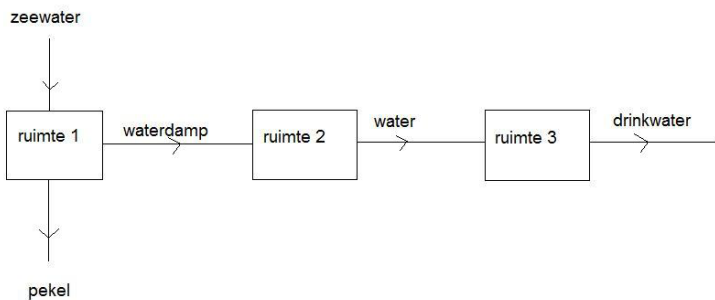 zeewater
ruimte 1
waterdamp
ruimte 2
water
ruimte 3
drinkwater
pekel